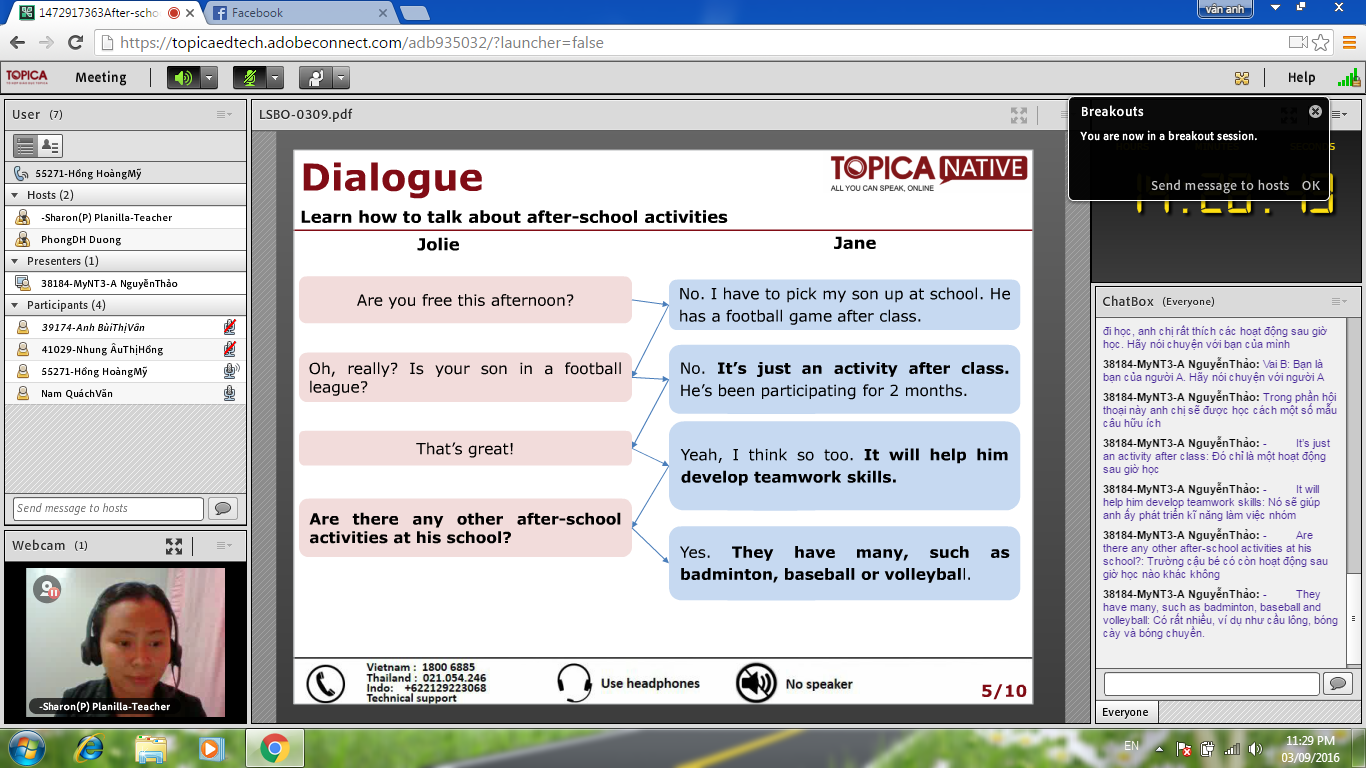 1472917363After-scho
Facebook
vân anh
https://topicaedtech.adobeconnect.com/adb935032/?launcher=false
TOPICA
Meeting
Help
User (7)
55271-Hồng HoàngMỹ
Hosts (2)
-Sharon(P) Planilla-Teacher
PhongDH Duong
Presenters (1)
38184-MyNT3-A NguyễnThảo
Participants (4)
39174-Anh BùiThịVân
41029-Nhung ÂuThịHồng
55271-Hồng HoàngMỹ
Nam QuáchVăn
Send message to hosts
Webcam (1)
-Sharon(P) Planilla-Teacher
LSBO-0309.pdf
Dialogue
TOPICA NATIVE
ALL YOU CAN SPEAK, ONLINE
Learn how to talk about after-school activities
Jolie
Jane
Are you free this afternoon?
No. I have to pick my son up at school. He
has a football game after class.
Oh, really? Is your son in a football
league?
No. It’s just an activity after class.
He’s been participating for 2 months.
That’s great!
Yeah, I think so too. It will help him
develop teamwork skills.
Are there any other after-school
activities at his school?
Yes. They have many, such as
badminton, baseball or volleyball.
Vietnam : 1800 6885
Thailand : 021.054.246
Indo: +622129223068
Technical support
Use headphones
No speaker
5/10
Breakouts
You are now in a breakout session.
Send message to hosts
OK
ChatBox (Everyone)
đi học, anh chị rất thích các hoạt động sau giờ
học. Hãy nói chuyện với bạn của mình
38184-MyNT3-A NguyễnThảo: Vai B: Bạn là
bạn của người A. Hãy nói chuyện với người A
38184-MyNT3-A NguyễnThảo: Trong phần hội
thoại này anh chị sẽ được học cách một số mẫu
câu hữu ích
38184-MyNT3-A NguyễnThảo: - It's just
an activity after class: Đó chỉ là một hoạt động
sau giờ học
38184-MyNT3-A NguyễnThảo: - It will
help him develop teamwork skills: Nó sẽ giúp
anh ấy phát triển kĩ năng làm việc nhóm
38184-MyNT3-A NguyễnThảo: - Are
there any other after-school activities at his
school?: Trường cậu bé có còn hoạt động sau
giờ học nào khác không
38184-MyNT3-A NguyễnThảo: - They
have many, such as badminton, baseball and
volleyball: Có rất nhiều, ví dụ như cầu lông, bóng
cày và bóng chuyền.
Everyone
EN
11:29 PM
03/09/2016